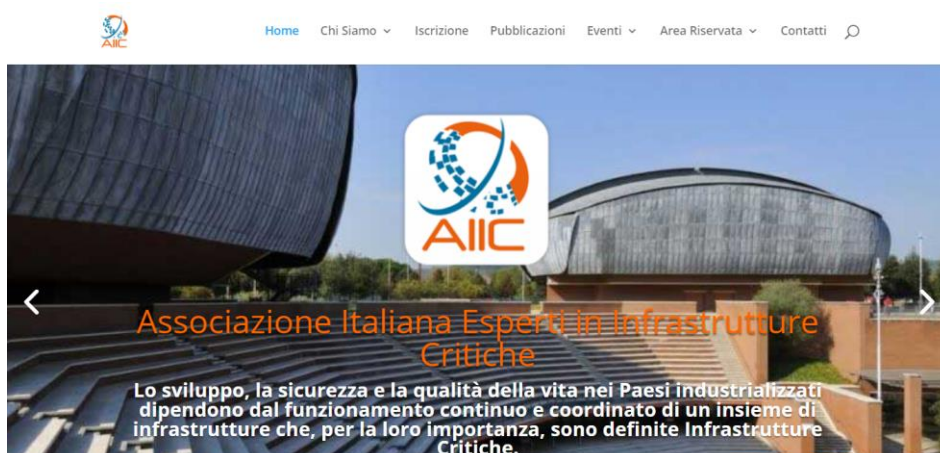 AIIC
Home Chi Siamo Iscrizione Pubblicazioni Eventi Area Riservata Contatti
AIIC
Associazione Italiana Esperti in Infrastrutture
Critiche
Lo sviluppo, la sicurezza e la qualità della vita nei Paesi industrializzati
dipendono dal funzionamento continuo e coordinato di un insieme di
infrastrutture che, per la loro importanza, sono definite Infrastrutture
Critiche.